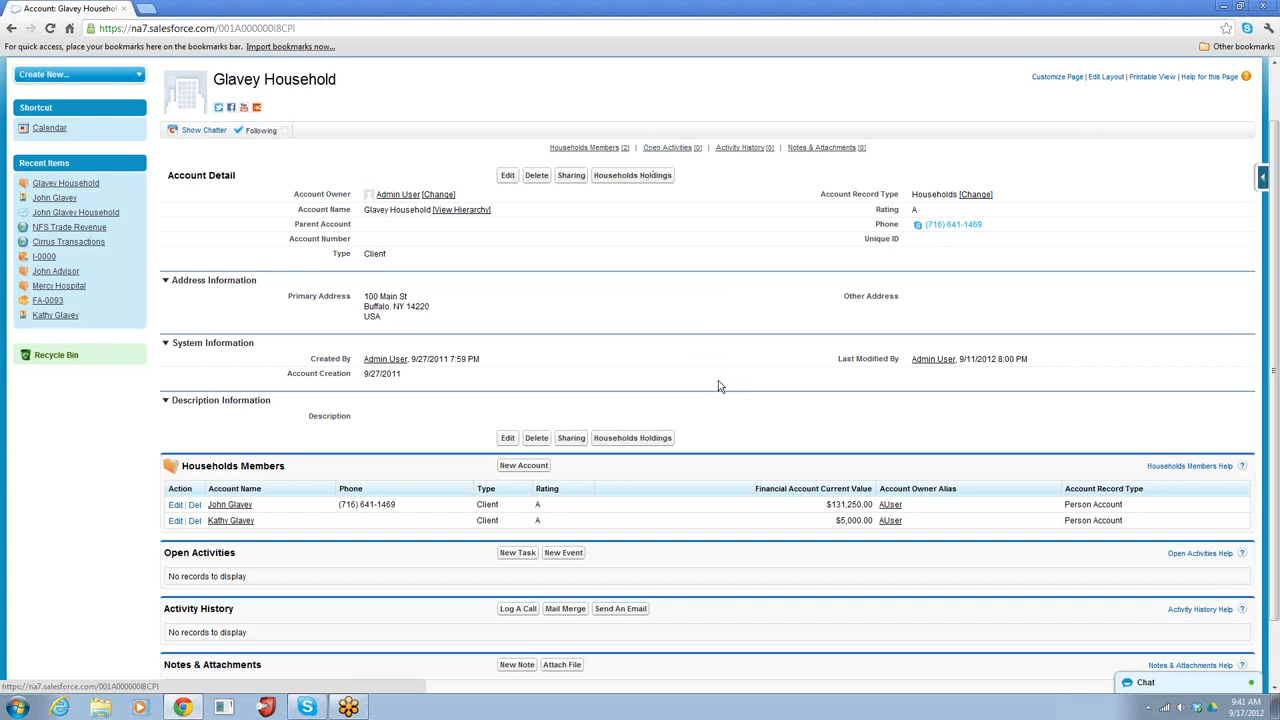 Account: Glavey Househol
https://na7.salesforce.com/001A000000I8CPI
For quick access, place your bookmarks here on the bookmarks bar. Import bookmarks now...
Other bookmarks
Create New...
Shortcut
Calendar
Recent Items
Glavey Household
John Glavey
John Glavey Household
NFS Trade Revenue
Cirrus Transactions
I-0000
John Advisor
Mercy Hospital
FA-0093
Kathy Glavey
Recycle Bin
Glavey Household
Customize Page | Edit Layout | Printable View | Help for this Page
Show Chatter Following
Households Members [2] | Open Activities [0] | Activity History [0] | Notes & Attachments [0]
Account Detail
Edit Delete Sharing Households Holdings
Account Owner Admin User [Change]
Account Record Type Households [Change]
Account Name Glavey Household [View Hierarchy]
Rating A
Parent Account
Phone (716) 641-1469
Account Number
Unique ID
Type Client
Address Information
Primary Address 100 Main St
Buffalo, NY 14220
USA
Other Address
System Information
Created By Admin User, 9/27/2011 7:59 PM
Last Modified By Admin User, 9/11/2012 8:00 PM
Account Creation 9/27/2011
Description Information
Description
Edit Delete Sharing Households Holdings
Households Members
New Account
Households Members Help ?
Action Account Name Phone Type Rating Financial Account Current Value Account Owner Alias Account Record Type
Edit | Del John Glavey (716) 641-1469 Client A $131,250.00 AUser Person Account
Edit | Del Kathy Glavey Client A $5,000.00 AUser Person Account
Open Activities
New Task New Event
Open Activities Help ?
No records to display
Activity History
Log A Call Mail Merge Send An Email
Activity History Help ?
No records to display
Notes & Attachments
New Note Attach File
Notes & Attachments Help ?
https://na7.salesforce.com/001A000000I8CPI
Chat
9:41 AM
9/17/2012